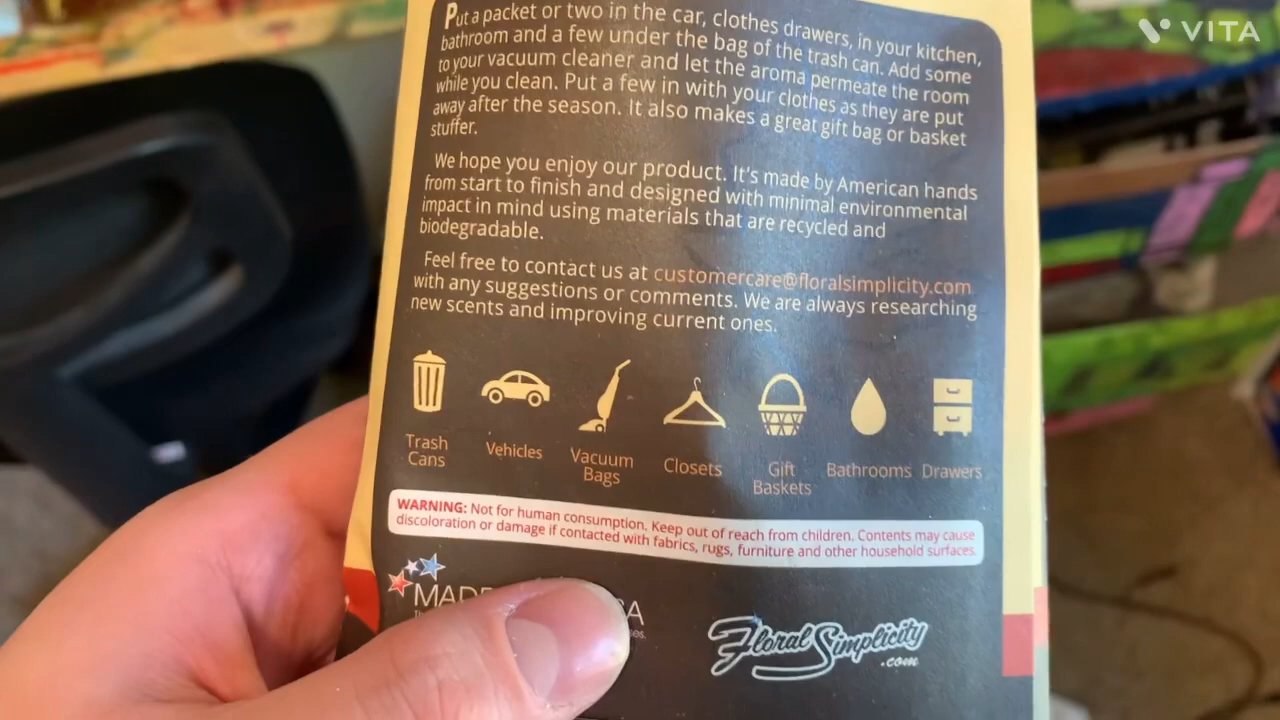 VITA
Put a packet or two in the car, clothes drawers, in your kitchen,
bathroom and a few under the bag of the trash can. Add some
to your vacuum cleaner and let the aroma permeate the room
while you clean. Put a few in with your clothes as they are put
away after the season. It also makes a great gift bag or basket
stuffer.
We hope you enjoy our product. It's made by American hands
from start to finish and designed with minimal environmental
impact in mind using materials that are recycled and
biodegradable.
Feel free to contact us at customercare@floralsimplicity.com
with any suggestions or comments. We are always researching
new scents and improving current ones.
Trash
Cans
Vehicles
Vacuum
Bags
Closets
Gift
Baskets
Bathrooms
Drawers
WARNING: Not for human consumption. Keep out of reach from children. Contents may cause
discoloration or damage if contacted with fabrics, rugs, furniture and other household surfaces.
MADE
Floral Simplicity
.com